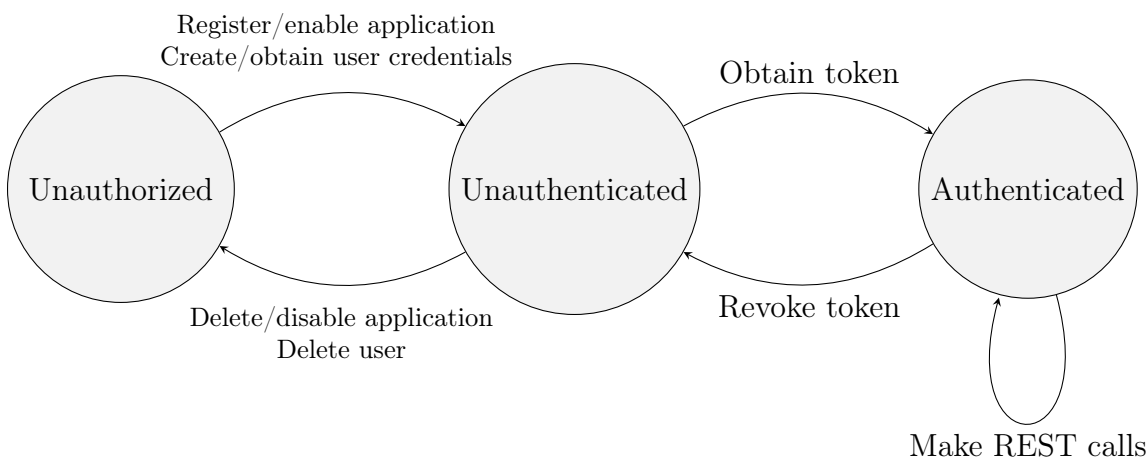 Register/enable application
Create/obtain user credentials
Obtain token
Unauthorized
Unauthenticated
Authenticated
Delete/disable application
Delete user
Revoke token
Make REST calls